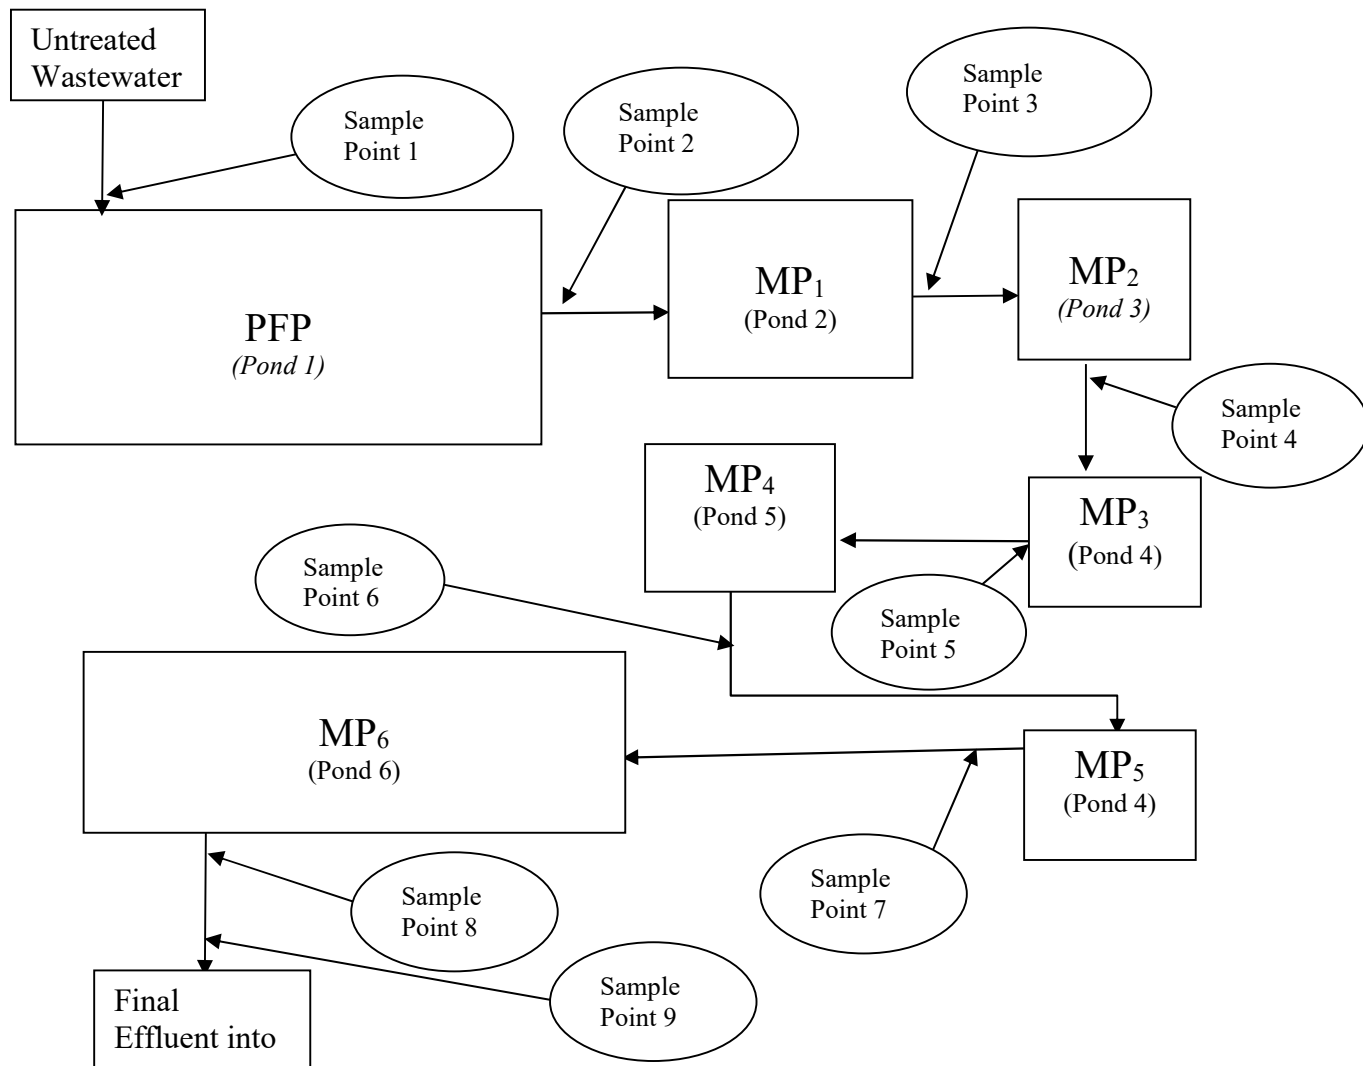 Untreated
Wastewater
Sample
Point 1
Sample
Point 2
Sample
Point 3
PFP
(Pond 1)
MP₁
(Pond 2)
MP₂
(Pond 3)
Sample
Point 4
MP₄
(Pond 5)
MP₃
(Pond 4)
Sample
Point 6
Sample
Point 5
MP₆
(Pond 6)
MP₅
(Pond 4)
Sample
Point 8
Sample
Point 7
Sample
Point 9
Final
Effluent into